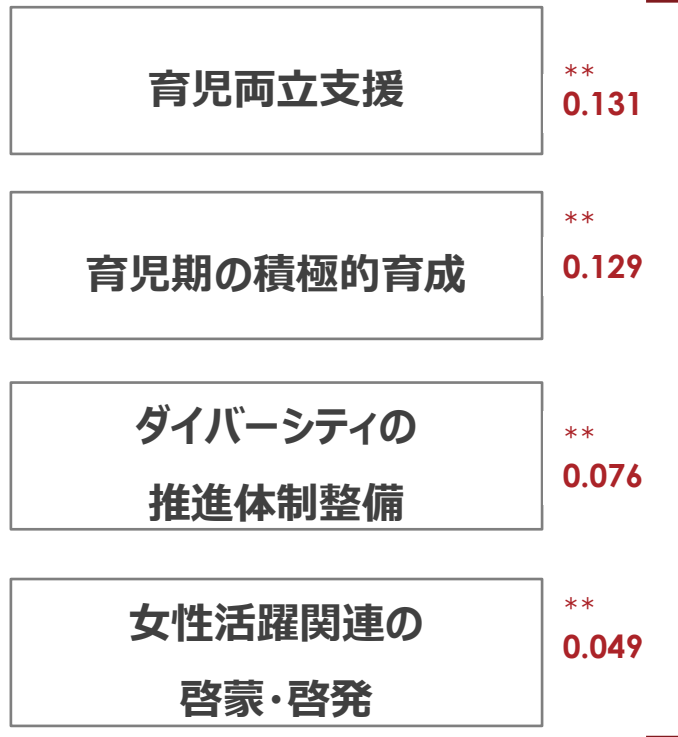 育児両立支援
**
0.131
育児期の積極的育成
**
0.129
ダイバーシティの
推進体制整備
**
0.076
女性活躍関連の
啓蒙・啓発
**
0.049